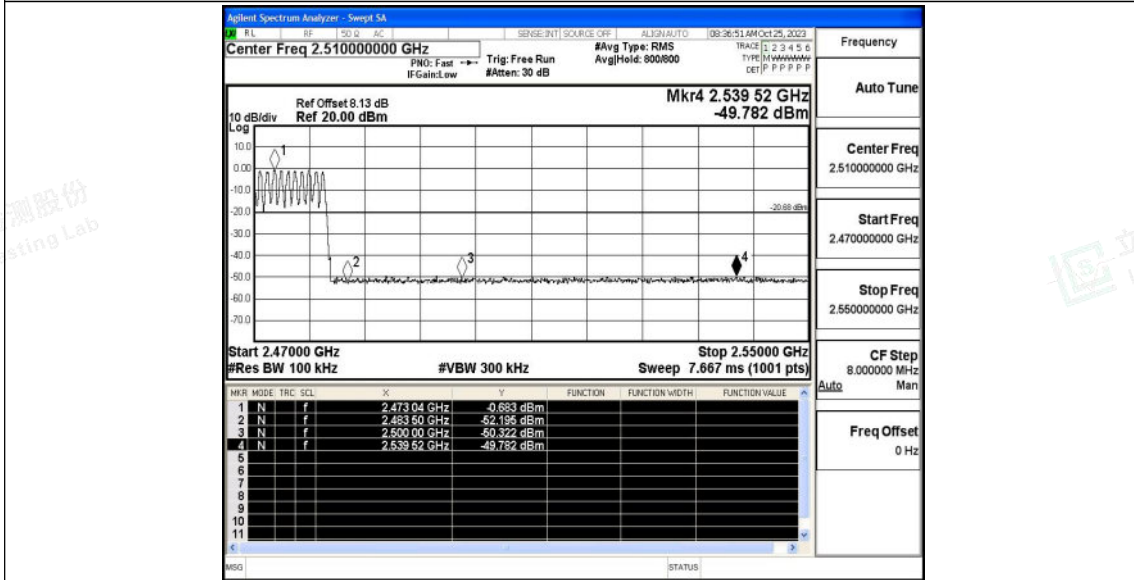 Agilent Spectrum Analyzer - Swept SA
RL RF 50 Ω AC SENSE:INT SOURCE OFF ALIGNAUTO 08:36:51 AM Oct 25, 2023
Center Freq 2.510000000 GHz
PNO: Fast
IFGain:Low
Trig: Free Run
#Atten: 30 dB
#Avg Type: RMS
Avg|Hold: 800/800
TRACE 1 2 3 4 5 6
TYPE M WWWWW
DET P P P P P P
Frequency
Auto Tune
Center Freq
2.510000000 GHz
Start Freq
2.470000000 GHz
Stop Freq
2.550000000 GHz
CF Step
8.000000 MHz
Auto Man
Freq Offset
0 Hz
Mkr4 2.539 52 GHz
-49.782 dBm
Ref Offset 8.13 dB
10 dB/div Ref 20.00 dBm
Log
10.0
0.00
-10.0
-20.0
-30.0
-40.0
-50.0
-60.0
-70.0
1
2
3
4
-20.68 dBm
Start 2.47000 GHz Stop 2.55000 GHz
#Res BW 100 kHz #VBW 300 kHz Sweep 7.667 ms (1001 pts)
MKR MODE TRC SCL X Y FUNCTION FUNCTION WIDTH FUNCTION VALUE
1 N f 2.473 04 GHz -0.683 dBm
2 N f 2.483 50 GHz -52.195 dBm
3 N f 2.500 00 GHz -50.322 dBm
4 N f 2.539 52 GHz -49.782 dBm
5
6
7
8
9
10
11
MSG STATUS
测股份
sting Lab
立